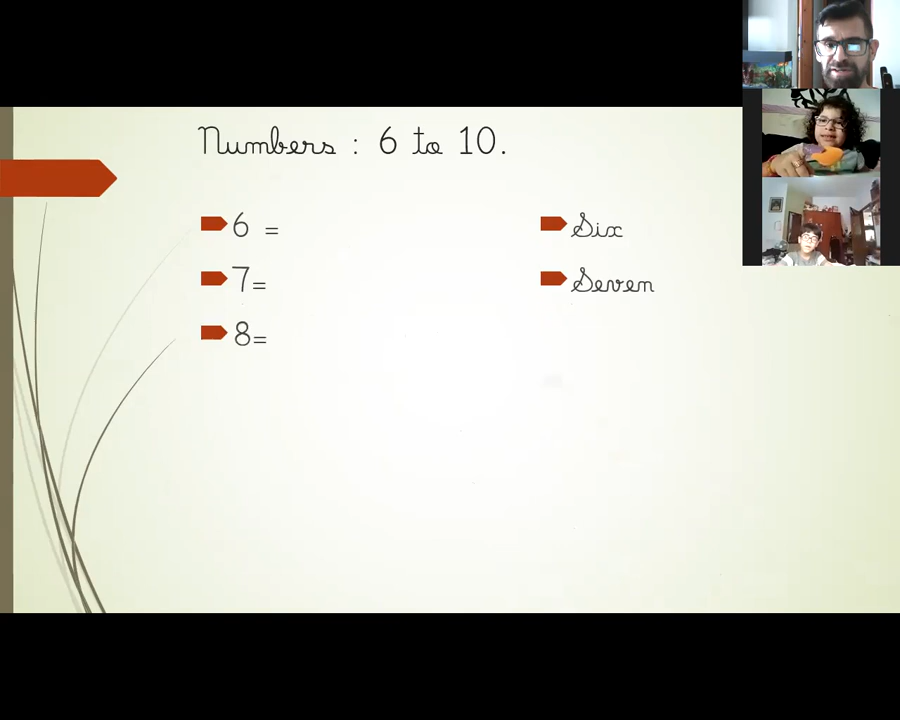 Numbers : 6 to 10.
6 =
Six
7=
Seven
8=